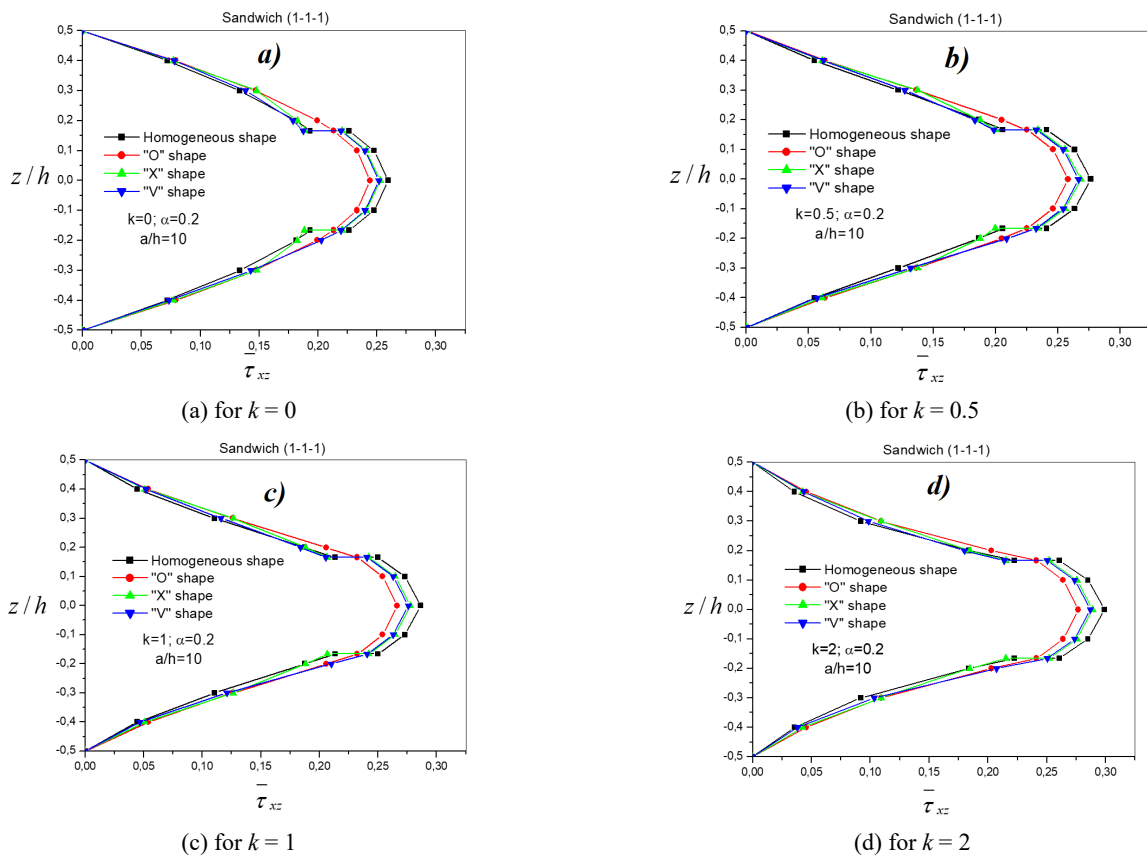 Sandwich (1-1-1)
a)
0,5
0,4
0,3
0,2
0,1
0,0
-0,1
-0,2
-0,3
-0,4
-0,5
z/h
Homogeneous shape
"O" shape
"X" shape
"V" shape
k=0; α=0.2
a/h=10
0,00 0,05 0,10 0,15 0,20 0,25 0,30
τ̅xz
(a) for k = 0
Sandwich (1-1-1)
b)
0,5
0,4
0,3
0,2
0,1
0,0
-0,1
-0,2
-0,3
-0,4
-0,5
z/h
Homogeneous shape
"O" shape
"X" shape
"V" shape
k=0.5; α=0.2
a/h=10
0,00 0,05 0,10 0,15 0,20 0,25 0,30
τ̅xz
(b) for k = 0.5
Sandwich (1-1-1)
c)
0,5
0,4
0,3
0,2
0,1
0,0
-0,1
-0,2
-0,3
-0,4
-0,5
z/h
Homogeneous shape
"O" shape
"X" shape
"V" shape
k=1; α=0.2
a/h=10
0,00 0,05 0,10 0,15 0,20 0,25 0,30
τ̅xz
(c) for k = 1
Sandwich (1-1-1)
d)
0,5
0,4
0,3
0,2
0,1
0,0
-0,1
-0,2
-0,3
-0,4
-0,5
z/h
Homogeneous shape
"O" shape
"X" shape
"V" shape
k=2; α=0.2
a/h=10
0,00 0,05 0,10 0,15 0,20 0,25 0,30
τ̅xz
(d) for k = 2